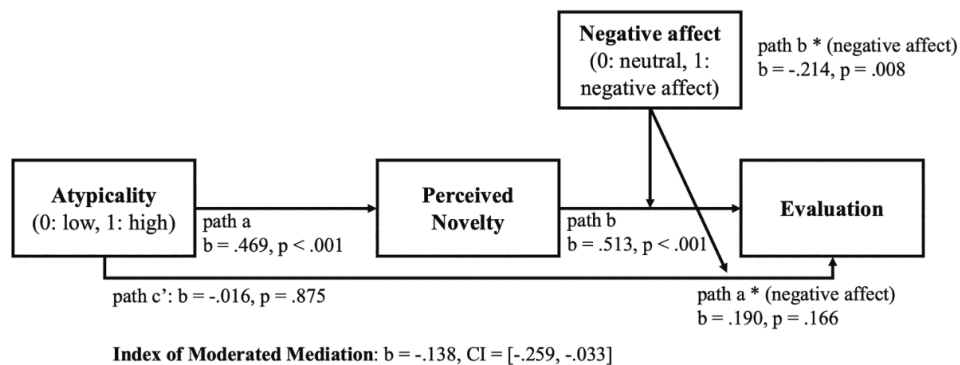 Negative affect
(0: neutral, 1:
negative affect)
path b * (negative affect)
b = -.214, p = .008
Atypicality
(0: low, 1: high)
path a
b = .469, p < .001
Perceived
Novelty
path b
b = .513, p < .001
Evaluation
path c’: b = -.016, p = .875
path a * (negative affect)
b = .190, p = .166
Index of Moderated Mediation: b = -.138, CI = [-.259, -.033]